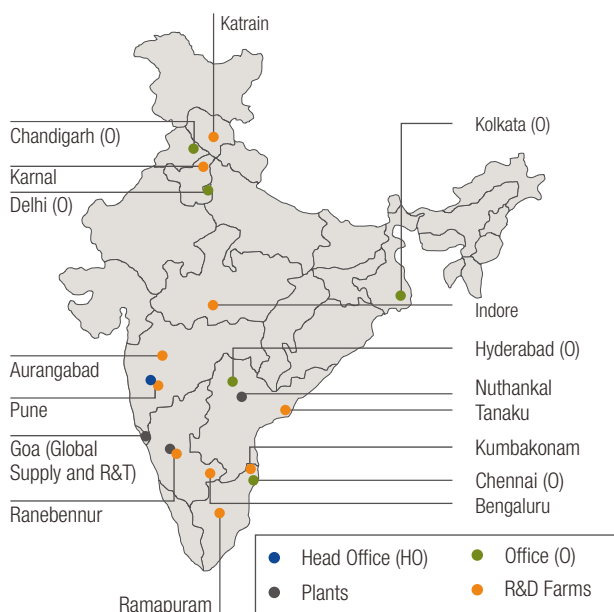 Katrain
Chandigarh (O)
Kolkata (O)
Karnal
Delhi (O)
Indore
Hyderabad (O)
Aurangabad
Nuthankal
Pune
Tanaku
Goa (Global
Supply and R&T)
Kumbakonam
Chennai (O)
Ranebennur
Bengaluru
Ramapuram
Head Office (HO)
Office (O)
Plants
R&D Farms